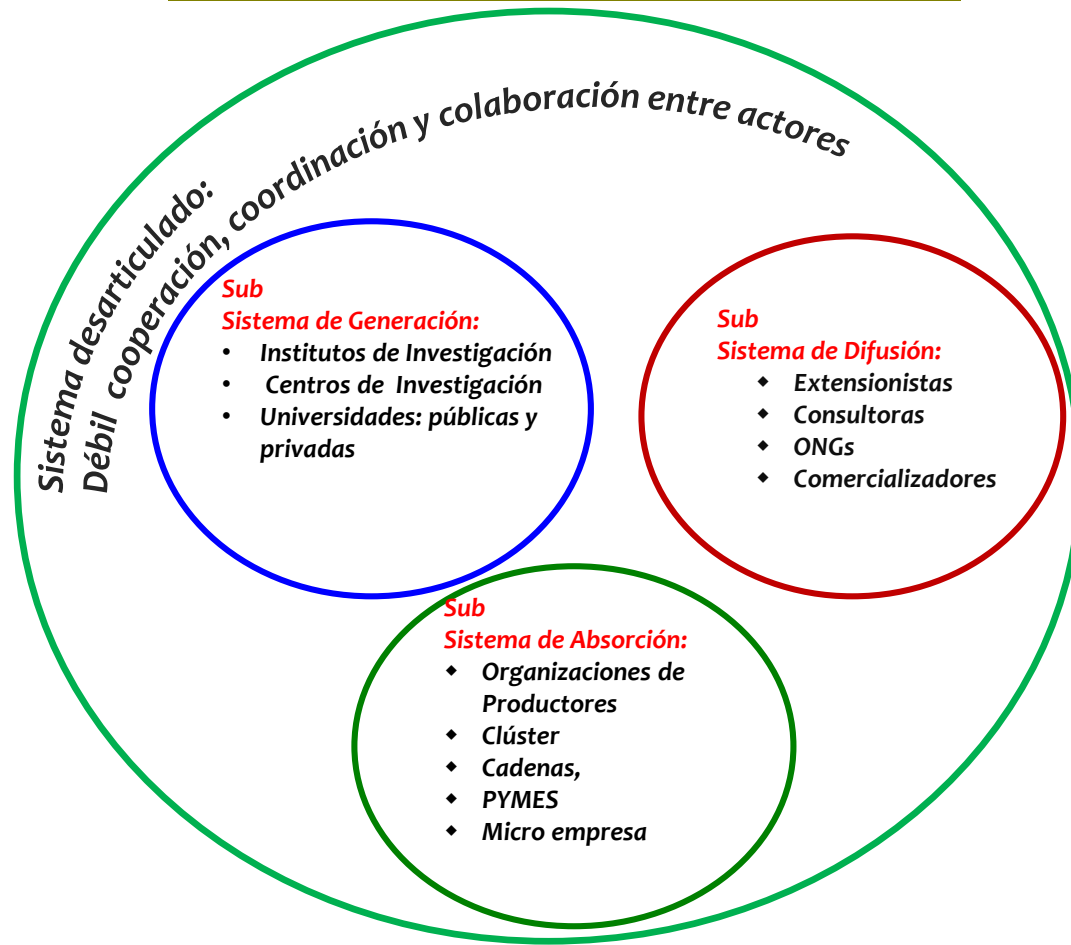 Sistema desarticulado:
Débil cooperación, coordinación y colaboración entre actores
Sub
Sistema de Generación:
• Institutos de Investigación
• Centros de Investigación
• Universidades: públicas y
privadas
Sub
Sistema de Difusión:
◆ Extensionistas
◆ Consultoras
◆ ONGs
◆ Comercializadores
Sub
Sistema de Absorción:
◆ Organizaciones de
Productores
◆ Clúster
◆ Cadenas,
◆ PYMES
◆ Micro empresa